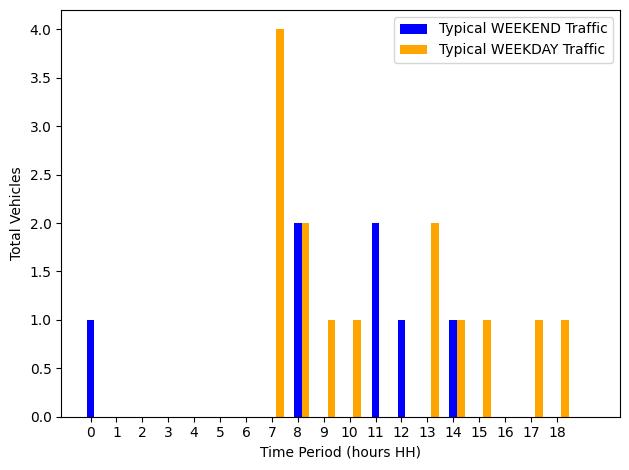 Typical WEEKEND Traffic
Typical WEEKDAY Traffic
4.0
3.5
3.0
2.5
2.0
1.5
1.0
0.5
0.0
Total Vehicles
0 1 2 3 4 5 6 7 8 9 10 11 12 13 14 15 16 17 18
Time Period (hours HH)